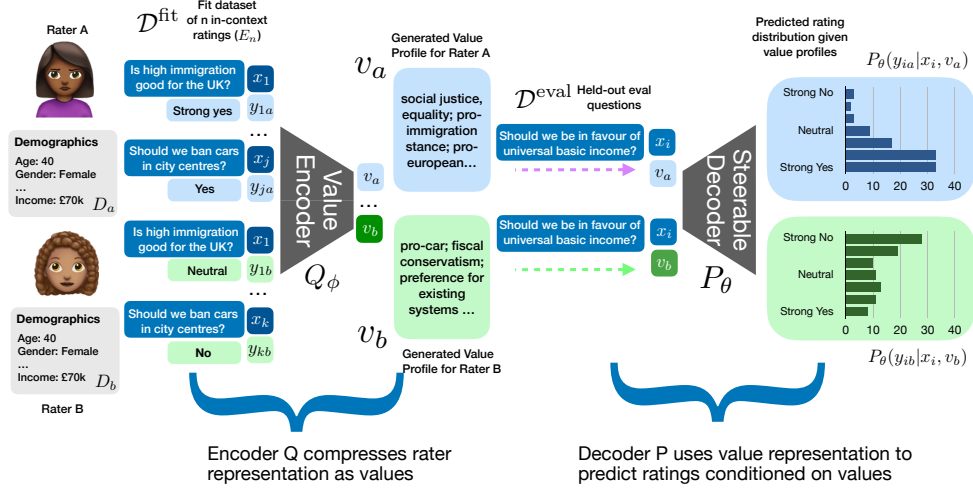 Rater A
Demographics
Age: 40
Gender: Female
...
Income: £70k
D_a
Demographics
Age: 40
Gender: Female
...
Income: £70k
D_b
Rater B
𝒟^fit
Fit dataset
of n in-context
ratings (E_n)
Is high immigration
good for the UK?
x_1
Strong yes
y_1a
...
Should we ban cars
in city centres?
x_j
Yes
y_ja
Is high immigration
good for the UK?
x_1
Neutral
y_1b
...
Should we ban cars
in city centres?
x_k
No
y_kb
Value
Encoder
Q_ϕ
v_a
...
v_b
Generated Value
Profile for Rater A
v_a
social justice,
equality; pro-
immigration
stance; pro-
european...
pro-car; fiscal
conservatism;
preference for
existing
systems ...
v_b
Generated Value
Profile for Rater B
𝒟^eval
Held-out eval
questions
Should we be in favour of
universal basic income?
x_i
v_a
Should we be in favour of
universal basic income?
x_i
v_b
Steerable
Decoder
P_θ
Predicted rating
distribution given
value profiles
P_θ(y_ia|x_i, v_a)
Strong No
Neutral
Strong Yes
0 10 20 30 40
Strong No
Neutral
Strong Yes
0 10 20 30 40
P_θ(y_ib|x_i, v_b)
Encoder Q compresses rater
representation as values
Decoder P uses value representation to
predict ratings conditioned on values